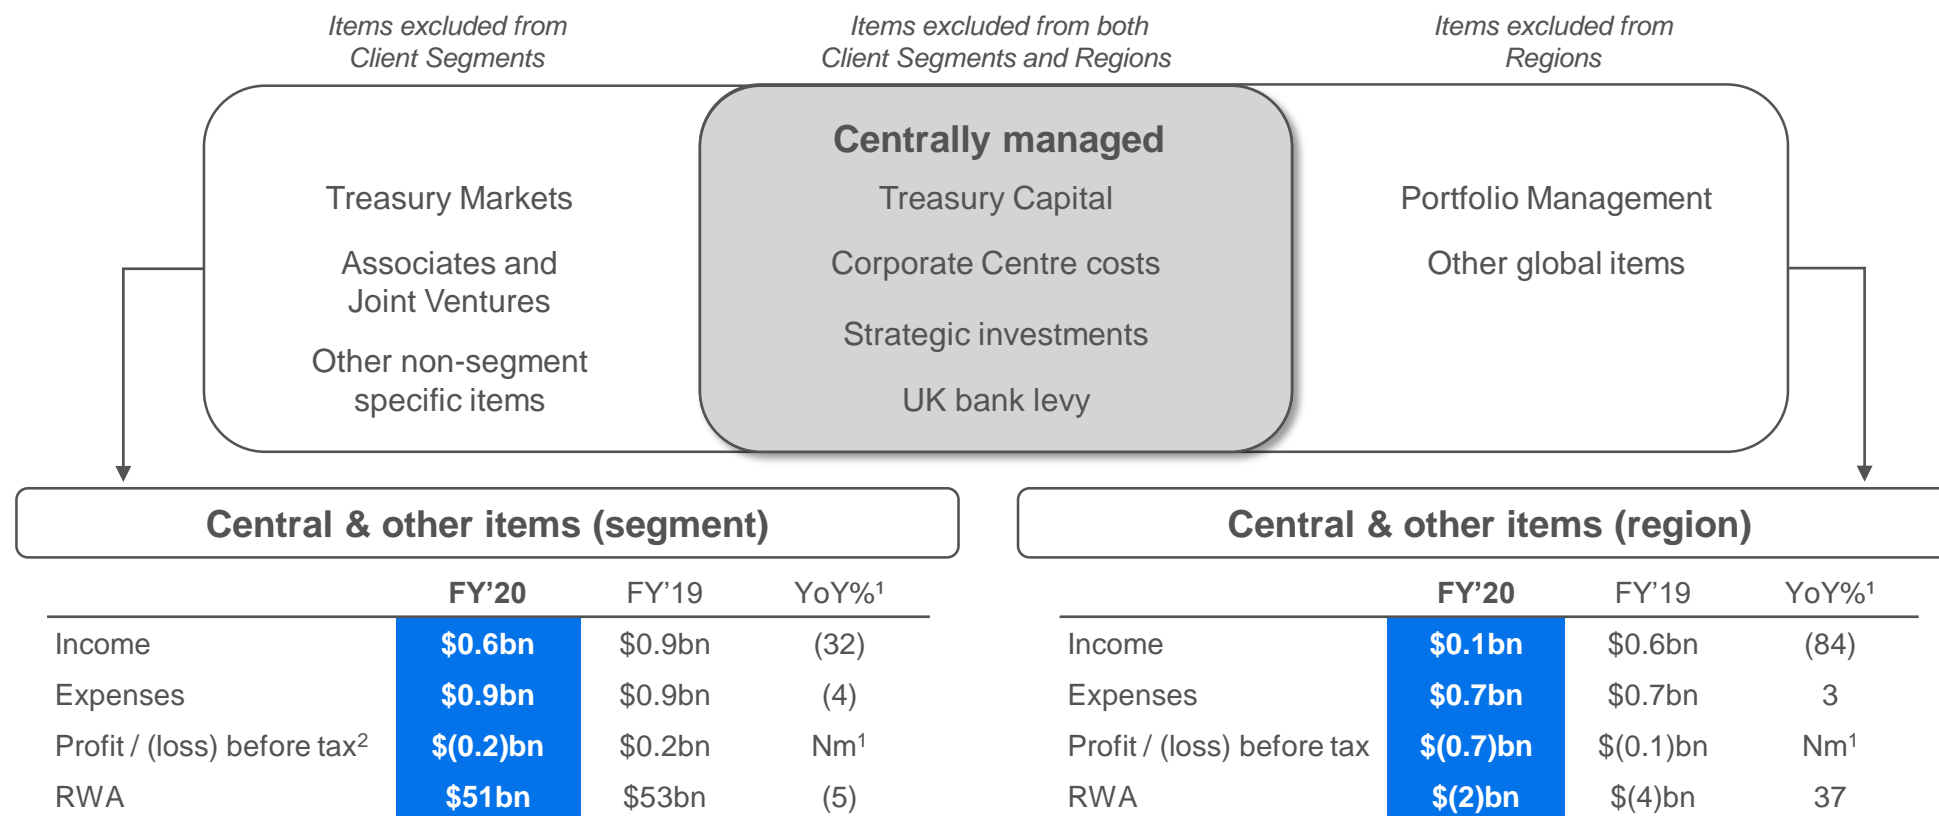 Items excluded from
Client Segments
Items excluded from both
Client Segments and Regions
Items excluded from
Regions
Treasury Markets
Associates and
Joint Ventures
Other non-segment
specific items
Centrally managed
Treasury Capital
Corporate Centre costs
Strategic investments
UK bank levy
Portfolio Management
Other global items
Central & other items (segment)
FY’20 FY’19 YoY%¹
Income $0.6bn $0.9bn (32)
Expenses $0.9bn $0.9bn (4)
Profit / (loss) before tax² $(0.2)bn $0.2bn Nm¹
RWA $51bn $53bn (5)
Central & other items (region)
FY’20 FY’19 YoY%¹
Income $0.1bn $0.6bn (84)
Expenses $0.7bn $0.7bn 3
Profit / (loss) before tax $(0.7)bn $(0.1)bn Nm¹
RWA $(2)bn $(4)bn 37